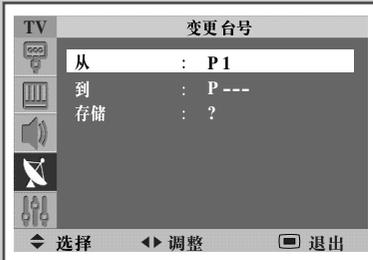 TV 变更台号
从 : P 1
到 : P ---
存储 : ?
选择 调整 退出